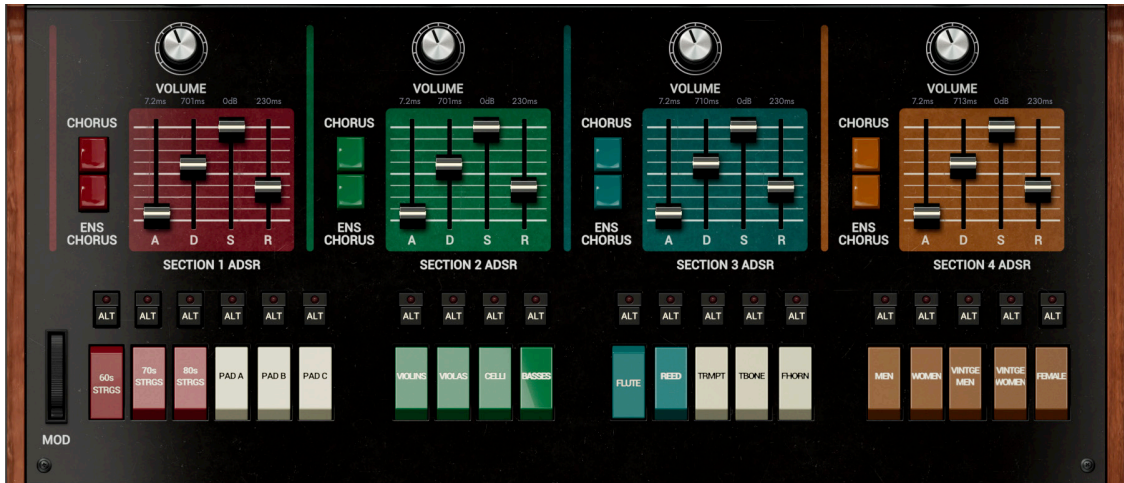 VOLUME
7.2ms 701ms 0dB 230ms
CHORUS
ENS
CHORUS
A D S R
SECTION 1 ADSR
VOLUME
7.2ms 701ms 0dB 230ms
CHORUS
ENS
CHORUS
A D S R
SECTION 2 ADSR
VOLUME
7.2ms 710ms 0dB 230ms
CHORUS
ENS
CHORUS
A D S R
SECTION 3 ADSR
VOLUME
7.2ms 713ms 0dB 230ms
CHORUS
ENS
CHORUS
A D S R
SECTION 4 ADSR
ALT ALT ALT ALT ALT ALT
ALT ALT ALT ALT
ALT ALT ALT ALT ALT
ALT ALT ALT ALT ALT
MOD
60s
STRGS
70s
STRGS
80s
STRGS
PAD A
PAD B
PAD C
VIOLINS
VIOLAS
CELLI
BASSES
FLUTE
REED
TRMPT
TBONE
FHORN
MEN
WOMEN
VINTGE
MEN
VINTGE
WOMEN
FEMALE